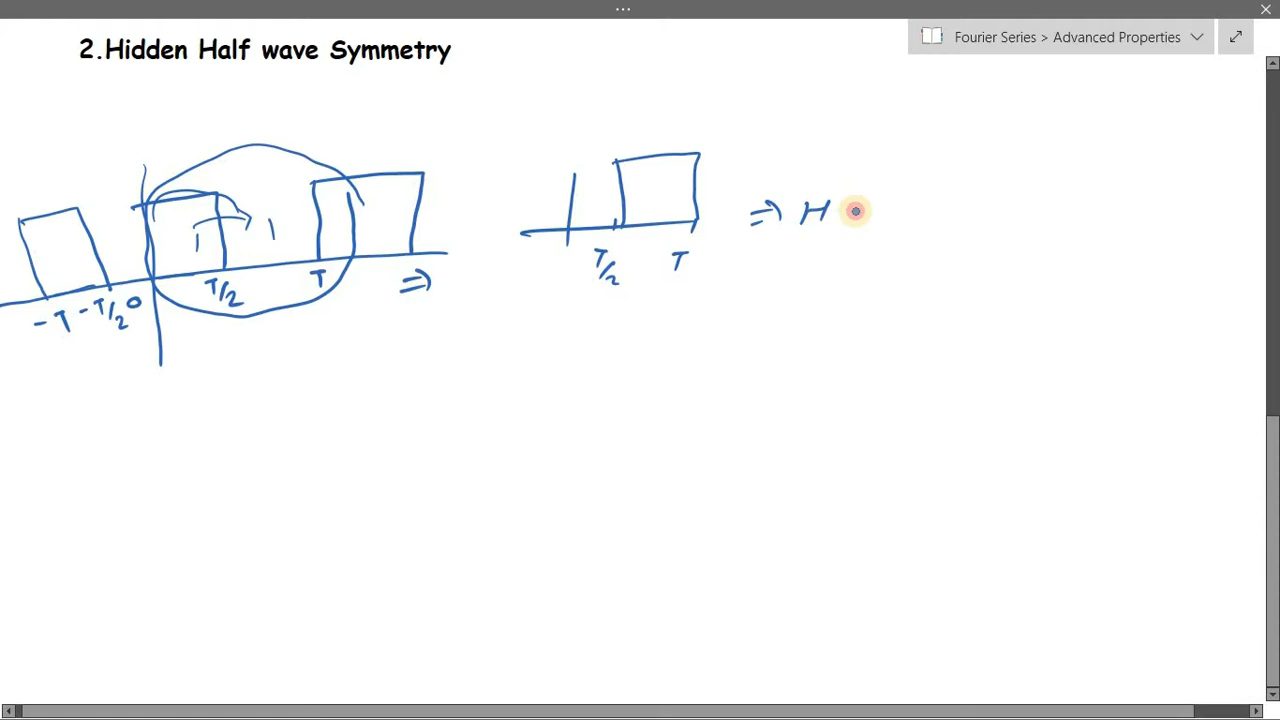 Fourier Series > Advanced Properties
2.Hidden Half wave Symmetry
-T -T/2 0 T/2 T ⇒
T/2 T
⇒ H